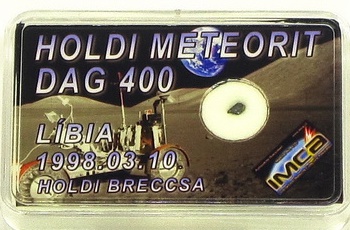 HOLDI METEORIT
DAG 400
LÍBIA
1998.03.10.
HOLDI BRECCSA
IMCA